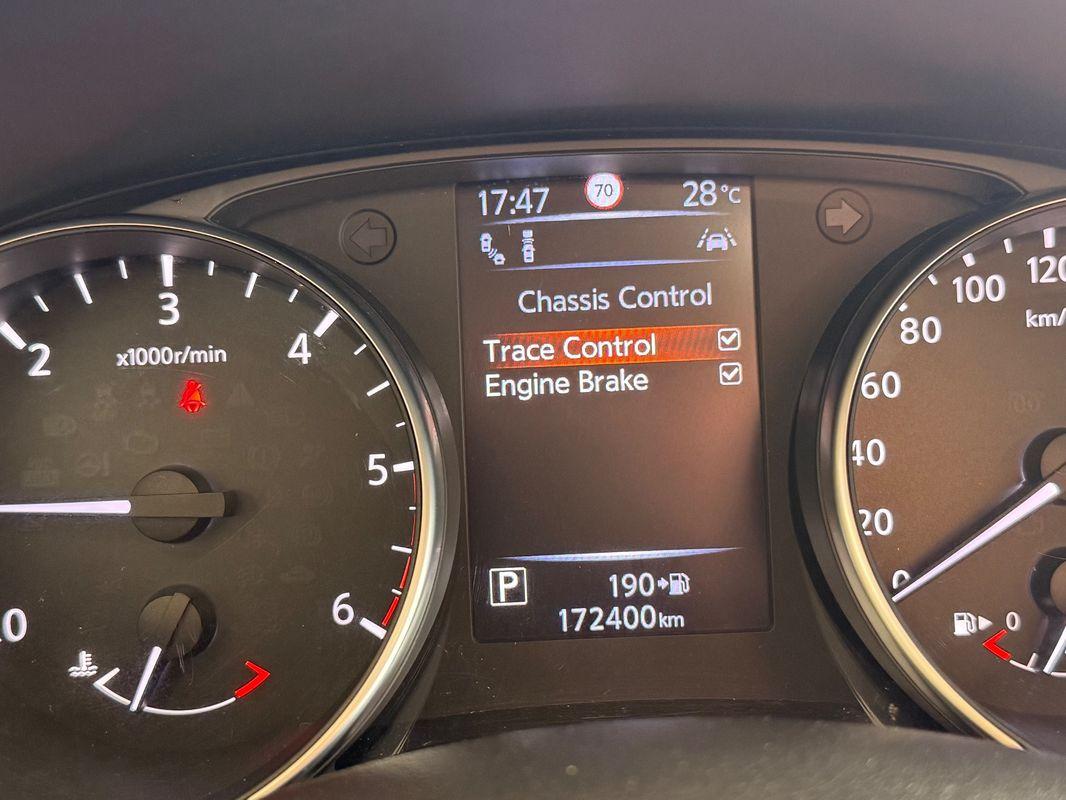 17:47 70 28°C
Chassis Control
Trace Control
Engine Brake
P 190
172400km
2 3 4 5 6
x1000r/min
0 20 40 60 80 100 120
km/
0